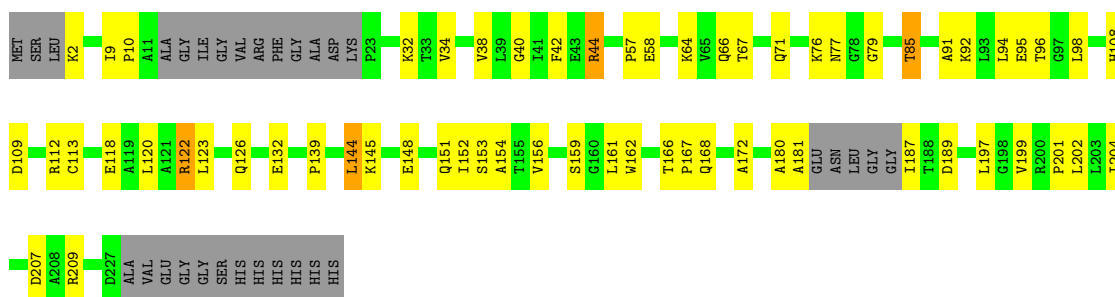 MET SER LEU K2 I9 P10 A11 ALA GLY ILE GLY VAL ARG PHE GLY ALA ASP LYS P23 K32 T33 V34 V38 L39 G40 I41 F42 E43 R44 P57 E58 K64 V65 Q66 T67 Q71 K76 N77 G78 G79 T85 A91 K92 L93 L94 E95 T96 G97 L98 H108
D109 R112 C113 E118 A119 L120 A121 R122 L123 Q126 E132 P139 L144 K145 E148 Q151 I152 S153 A154 T155 V156 S159 G160 L161 W162 T166 P167 Q168 A172 A180 A181 GLU ASN LEU GLY GLY I187 T188 D189 L197 G198 V199 R200 P201 L202 L203
D207 A208 R209 D227 ALA VAL GLU GLY GLY SER HIS HIS HIS HIS HIS HIS